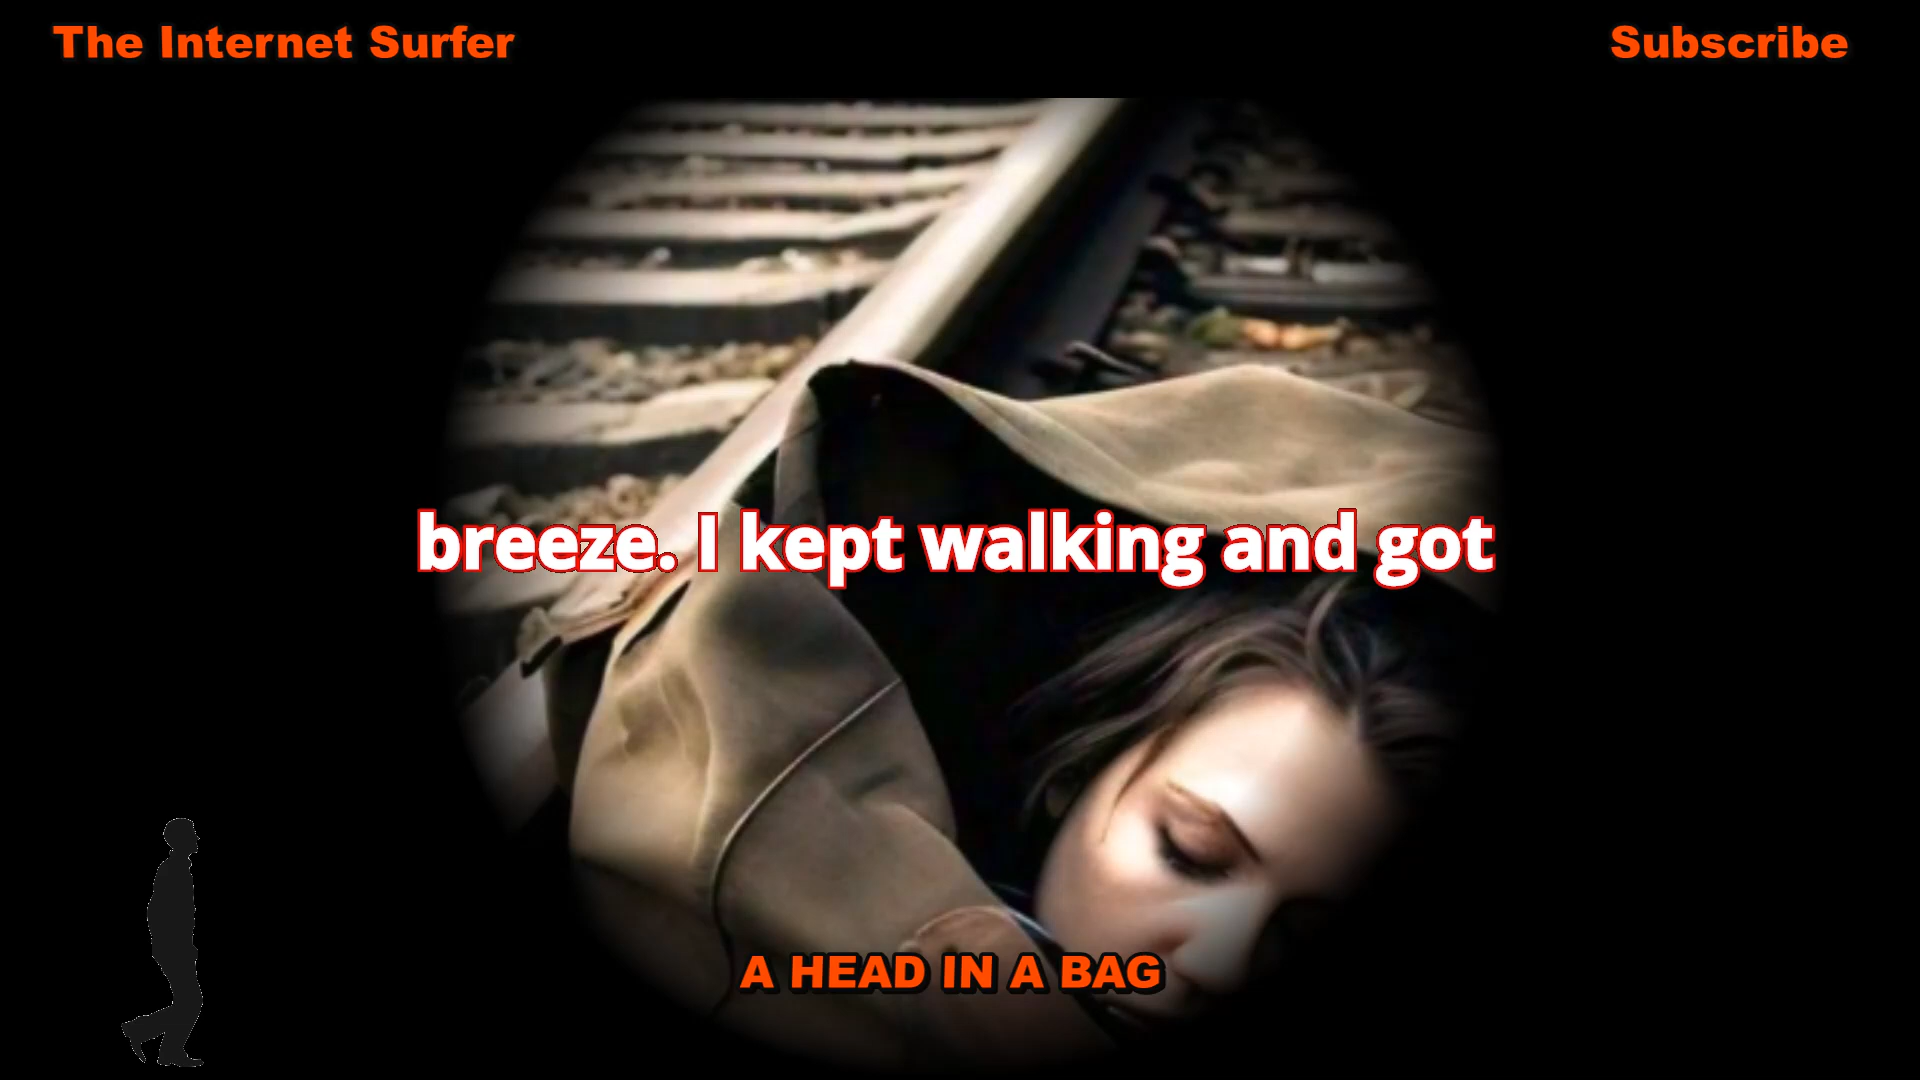 The Internet Surfer
Subscribe
breeze. I kept walking and got
A HEAD IN A BAG